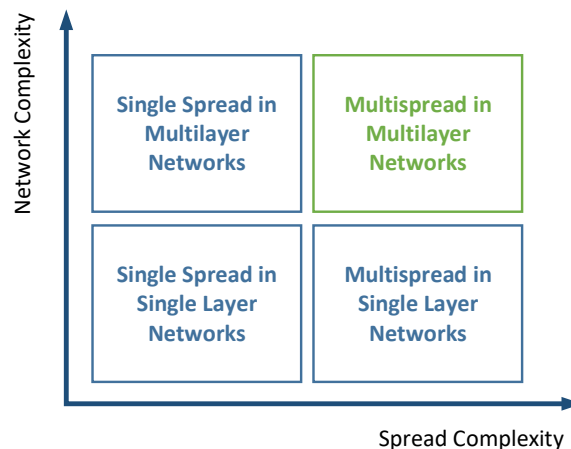 Network Complexity
Single Spread in
Multilayer
Networks
Multispread in
Multilayer
Networks
Single Spread in
Single Layer
Networks
Multispread in
Single Layer
Networks
Spread Complexity